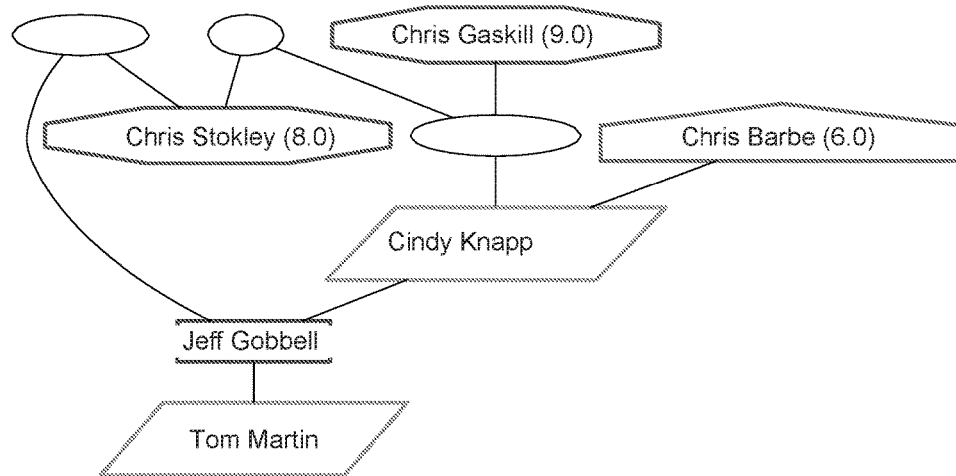 Chris Gaskill (9.0)
Chris Stokley (8.0)
Chris Barbe (6.0)
Cindy Knapp
Jeff Gobbell
Tom Martin